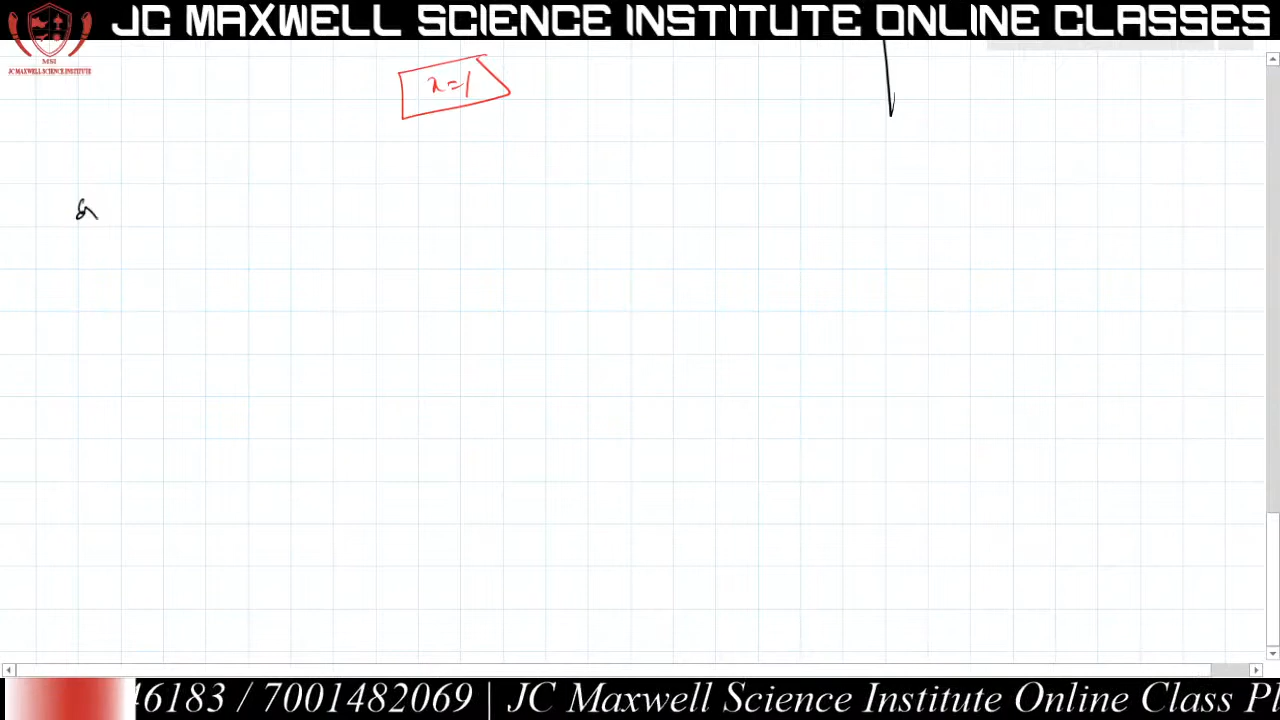 JC MAXWELL SCIENCE INSTITUTE ONLINE CLASSES
MSI
JC MAXWELL SCIENCE INSTITUTE
x=1
46183 / 7001482069 | JC Maxwell Science Institute Online Class Pl